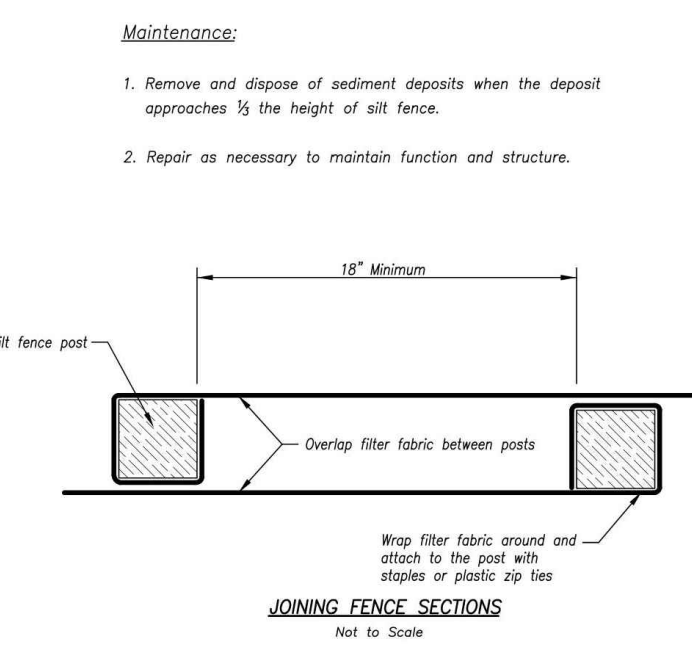 Maintenance:
1. Remove and dispose of sediment deposits when the deposit
approaches ⅓ the height of silt fence.
2. Repair as necessary to maintain function and structure.
18" Minimum
fence post
Overlap filter fabric between posts
Wrap filter fabric around and
attach to the post with
staples or plastic zip ties
JOINING FENCE SECTIONS
Not to Scale